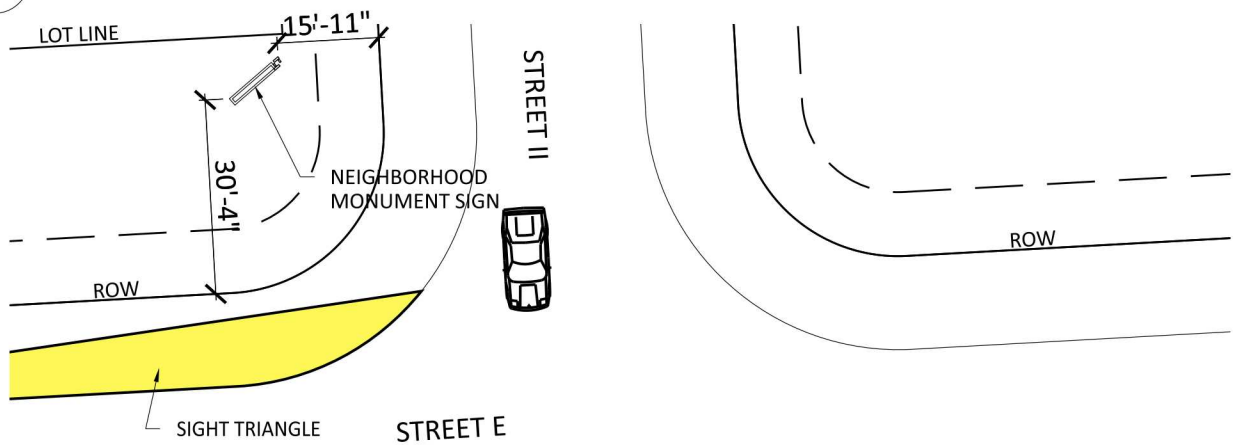 LOT LINE
15'-11"
STREET II
30'-4"
NEIGHBORHOOD
MONUMENT SIGN
ROW
ROW
SIGHT TRIANGLE
STREET E